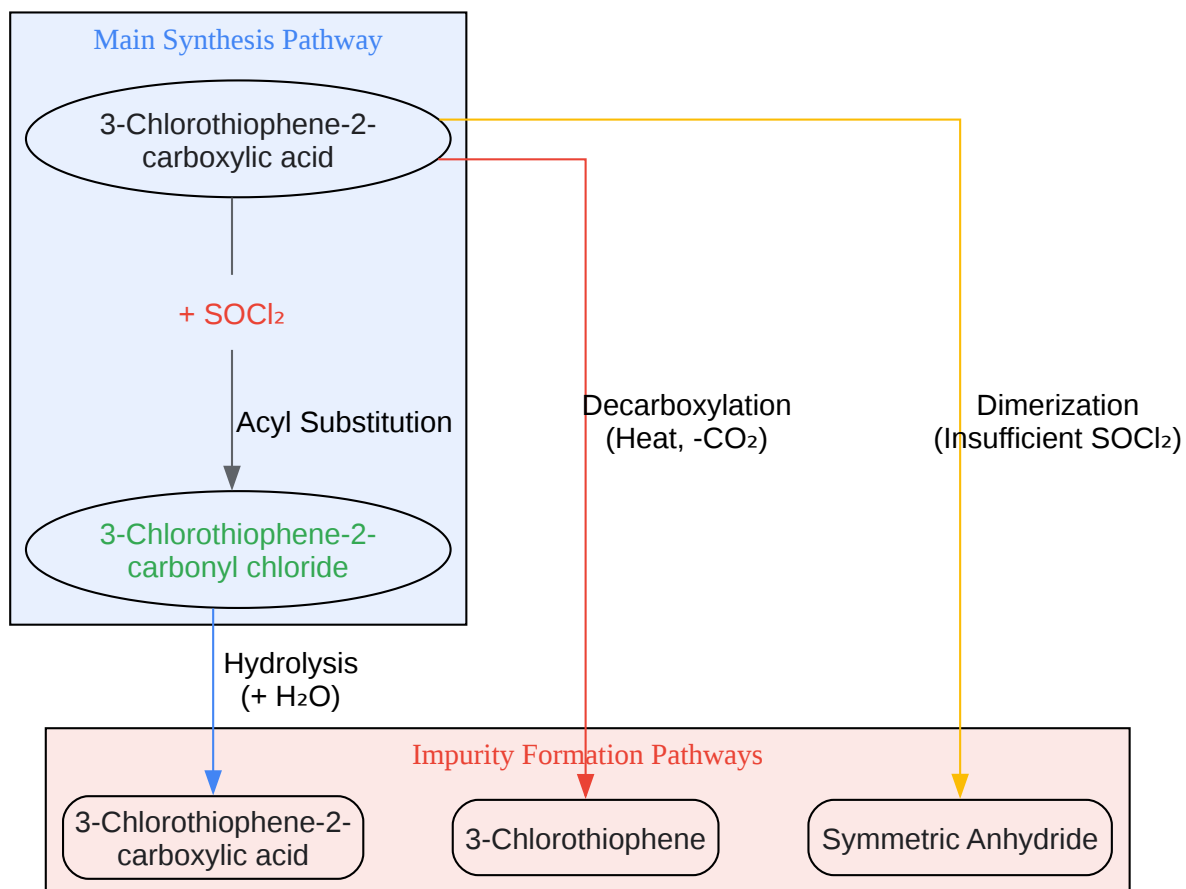 Main Synthesis Pathway
3-Chlorothiophene-2-
carboxylic acid
+ SOCl₂
Acyl Substitution
Decarboxylation
(Heat, -CO₂)
Dimerization
(Insufficient SOCl₂)
3-Chlorothiophene-2-
carbonyl chloride
Hydrolysis
(+ H₂O)
Impurity Formation Pathways
3-Chlorothiophene-2-
carboxylic acid
3-Chlorothiophene
Symmetric Anhydride